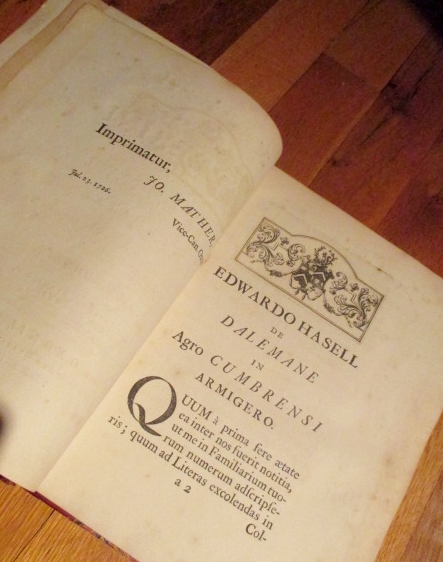 Imprimatur,
JO. MATHER,
Vice-Can. 
Jul. 23. 1726.
EDWARDO HASELL
DE
DALEMANE
IN
Agro CUMBRENSI
ARMIGERO.
QUUM à prima fere ætate
ea inter nos fuerit notitia,
ut me in Familiarium tuo-
rum numerum adſcripſe-
ris; quum ad Literas excolendas in
a 2
Col-